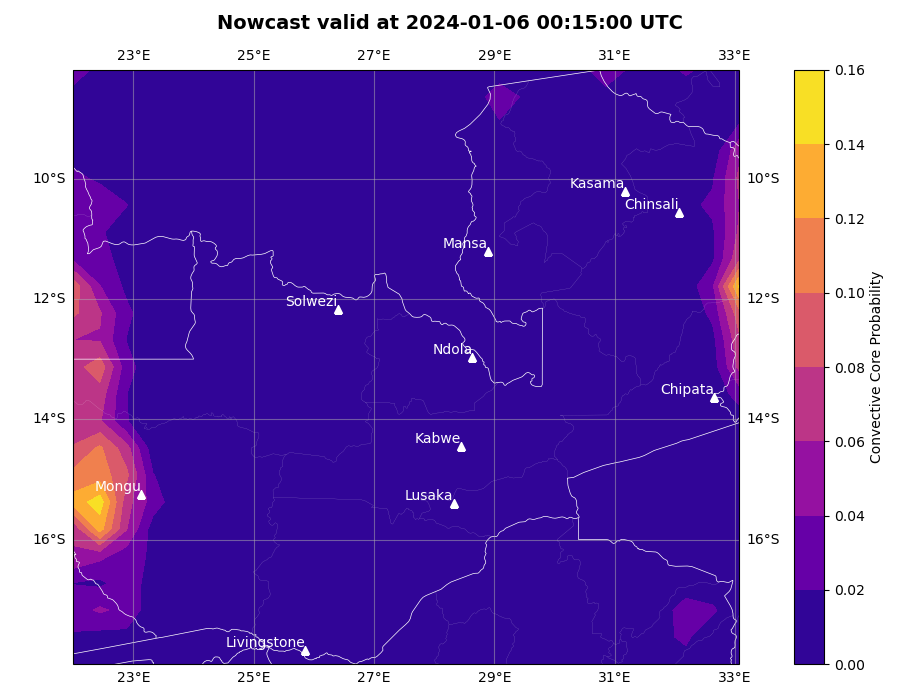 Nowcast valid at 2024-01-06 00:15:00 UTC
23°E 25°E 27°E 29°E 31°E 33°E
0.16
0.14
10°S 10°S
Kasama
Chinsali
0.12
Mansa
12°S 12°S
Solwezi
0.10
Ndola
0.08
Chipata
14°S 14°S
Kabwe
0.06
Mongu
Lusaka
0.04
16°S 16°S
0.02
Livingstone
0.00
23°E 25°E 27°E 29°E 31°E 33°E
Convective Core Probability